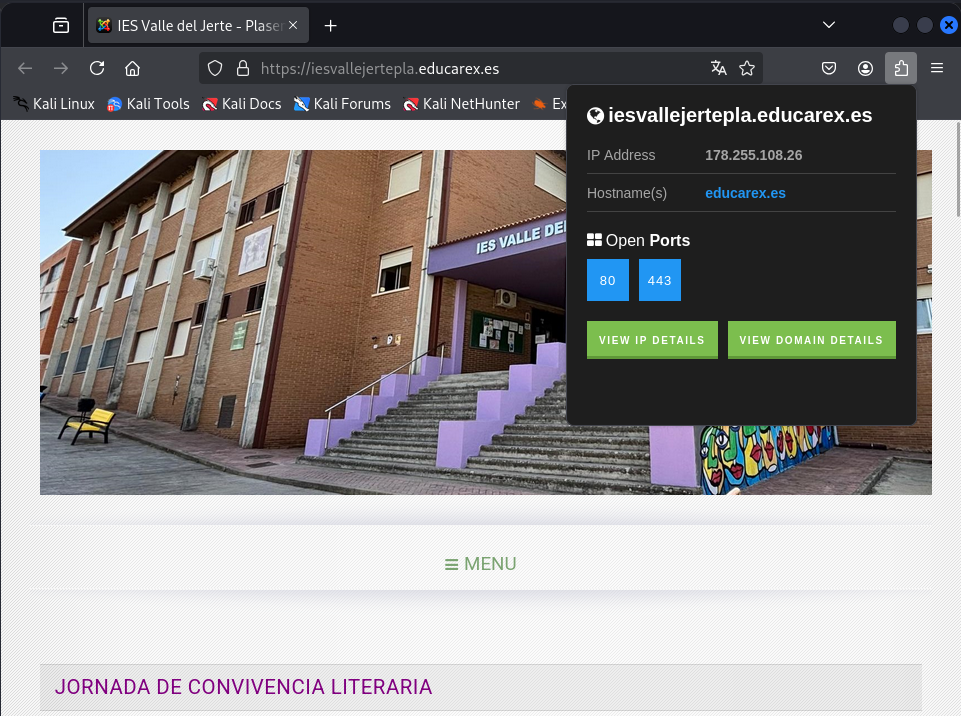 IES Valle del Jerte - Plasen
https://iesvallejertepla.educarex.es
Kali Linux Kali Tools Kali Docs Kali Forums Kali NetHunter Ex
iesvallejertepla.educarex.es
IP Address 178.255.108.26
Hostname(s) educarex.es
Open Ports
80 443
VIEW IP DETAILS VIEW DOMAIN DETAILS
IES VALLE DEL
MENU
JORNADA DE CONVIVENCIA LITERARIA